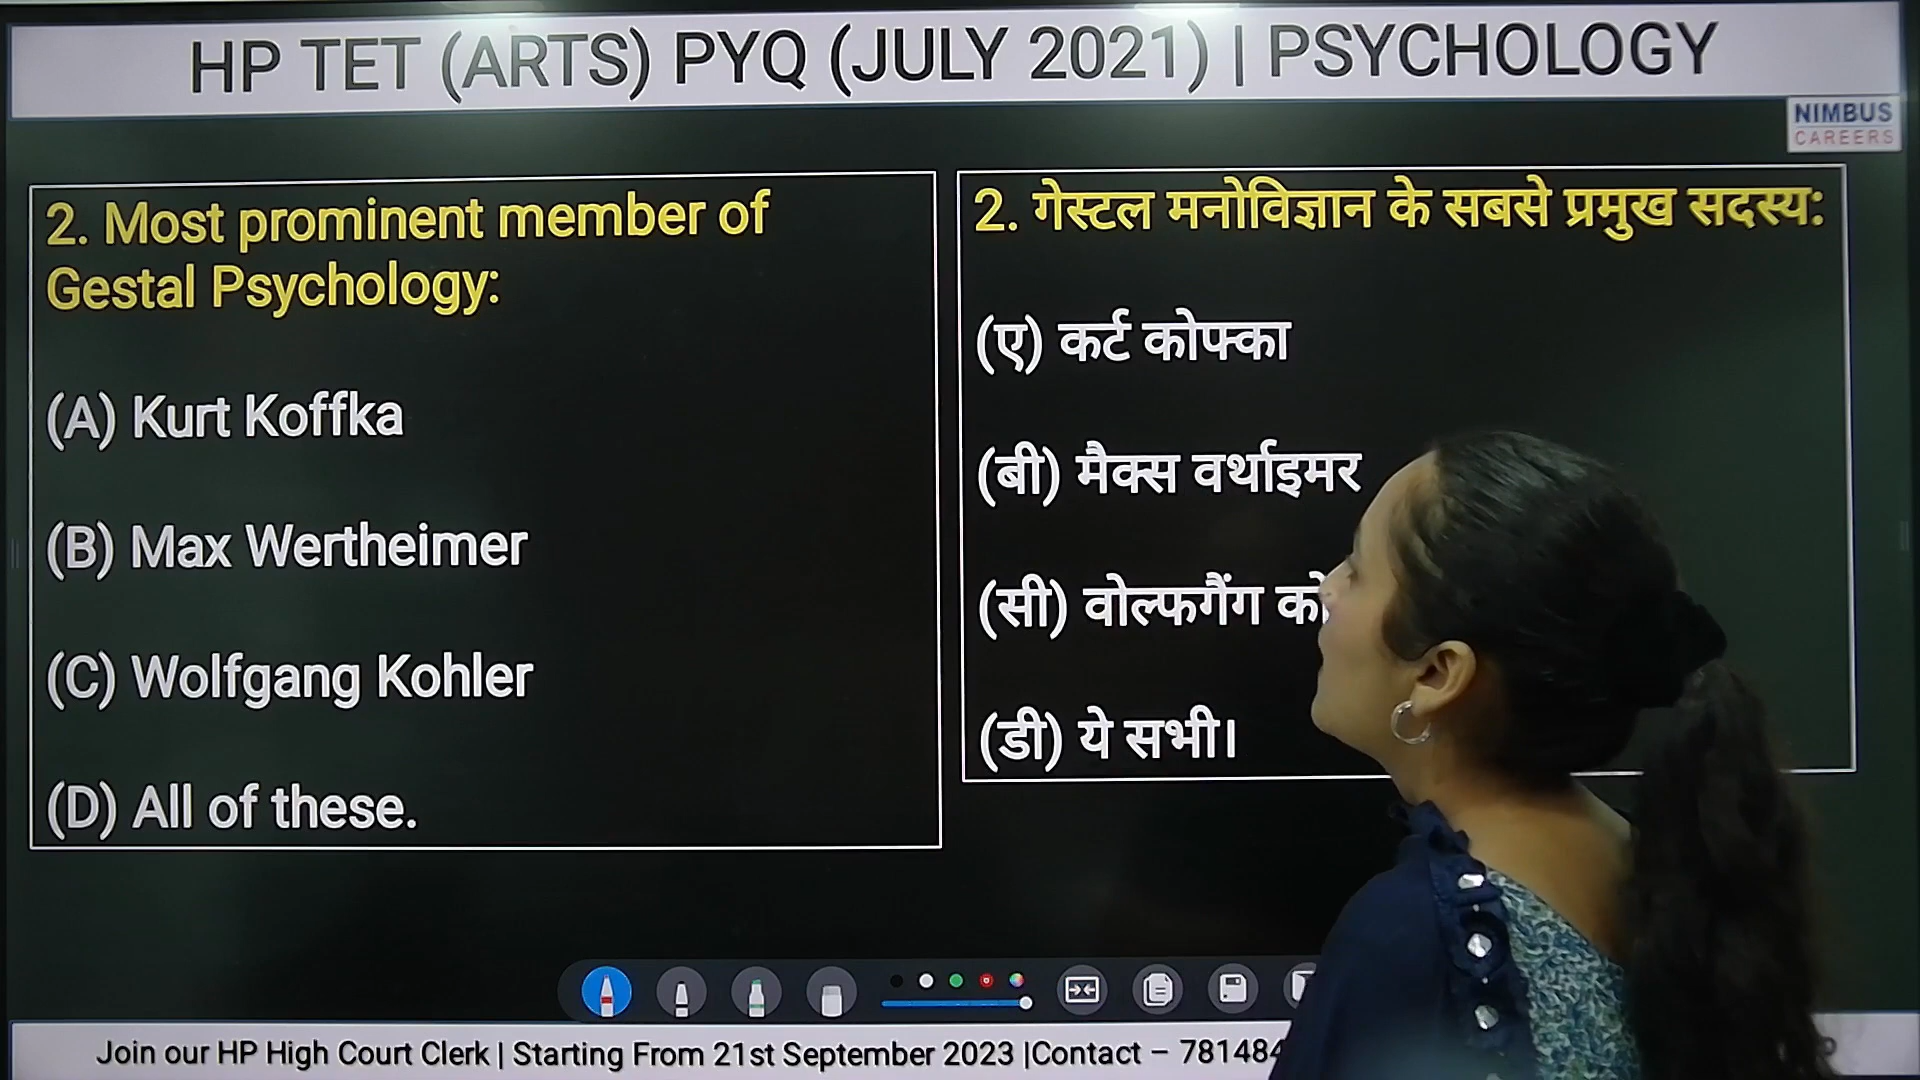 HP TET (ARTS) PYQ (JULY 2021) | PSYCHOLOGY
NIMBUS
CAREERS
2. Most prominent member of
Gestal Psychology:
(A) Kurt Koffka
(B) Max Wertheimer
(C) Wolfgang Kohler
(D) All of these.
2. गेस्टल मनोविज्ञान के सबसे प्रमुख सदस्य:
(ए) कर्ट कोफ्का
(बी) मैक्स वर्थाइमर
(सी) वोल्फगैंग
(डी) ये सभी।
Join our HP High Court Clerk | Starting From 21st September 2023 |Contact –